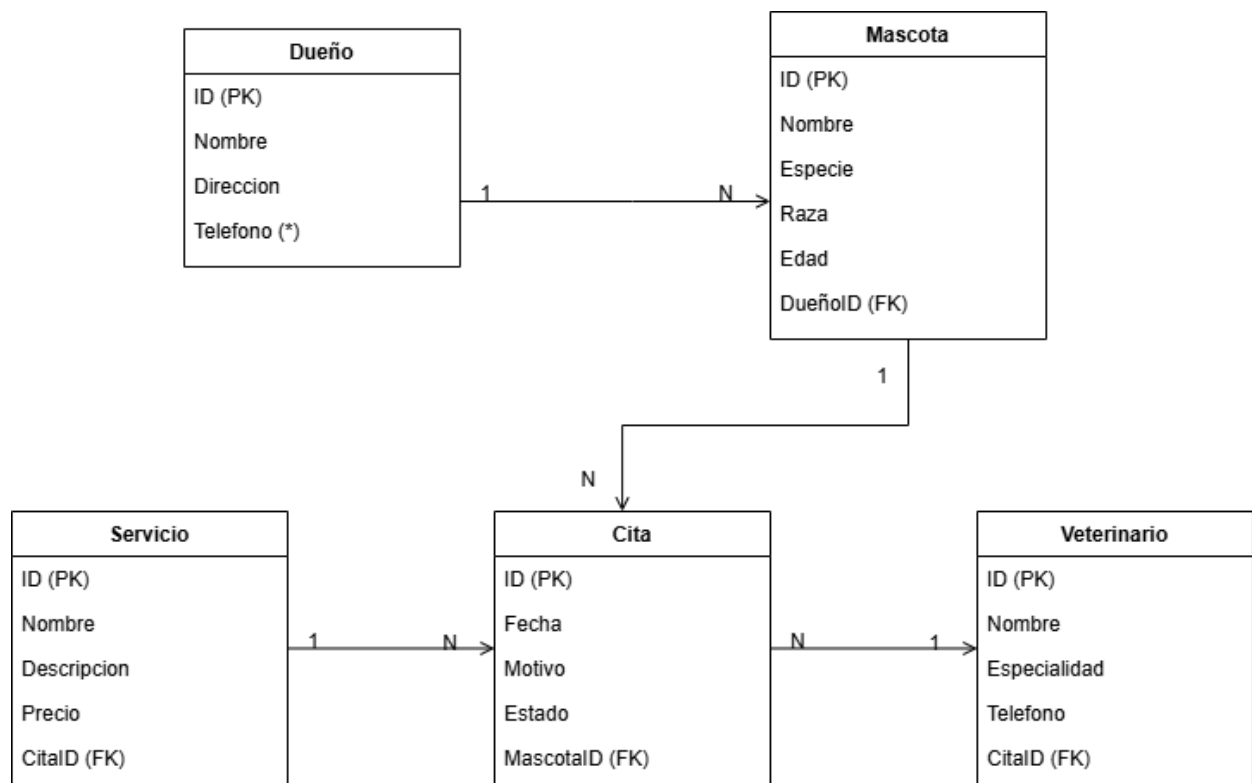 Dueño
ID (PK)
Nombre
Direccion
Telefono (*)
1
N
Mascota
ID (PK)
Nombre
Especie
Raza
Edad
DueñoID (FK)
1
N
Servicio
ID (PK)
Nombre
Descripcion
Precio
CitaID (FK)
1
N
Cita
ID (PK)
Fecha
Motivo
Estado
MascotaID (FK)
N
1
Veterinario
ID (PK)
Nombre
Especialidad
Telefono
CitaID (FK)